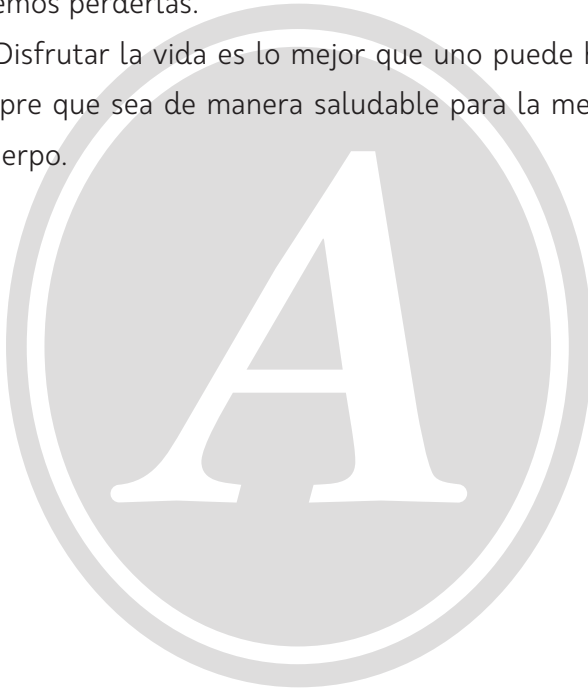 emos perderlas.
Disfrutar la vida es lo mejor que uno puede
pre que sea de manera saludable para la me
erpo.
A